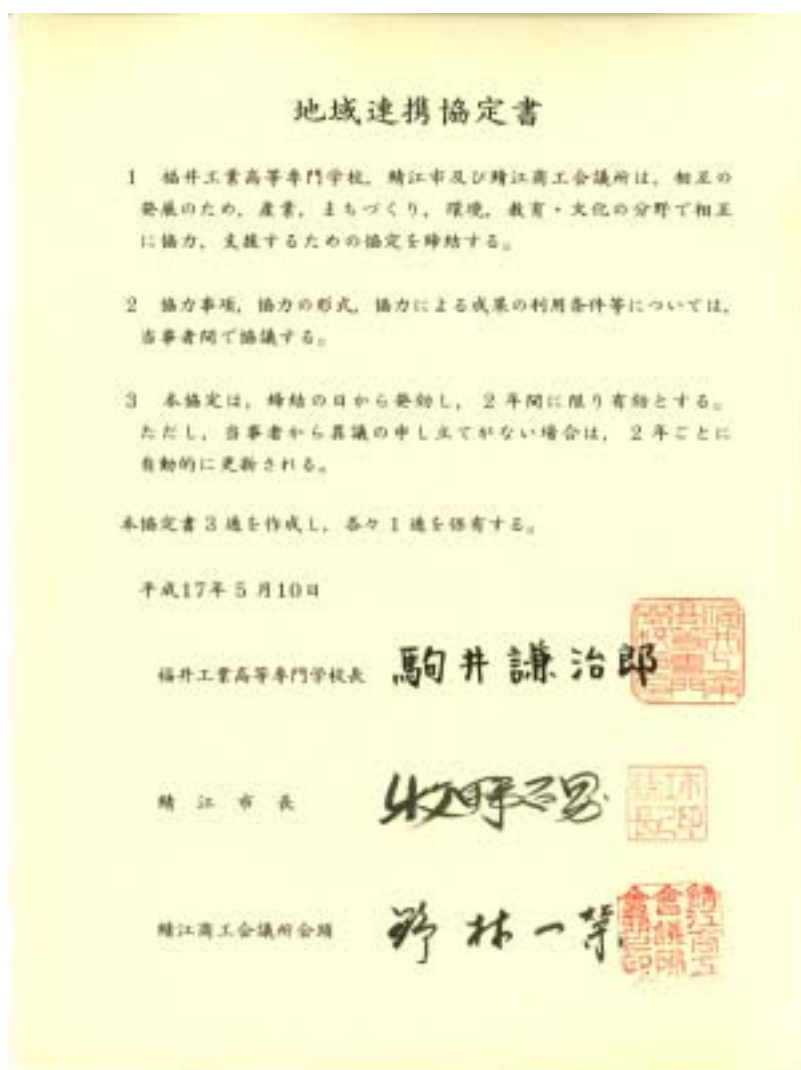 地域連携協定書
1　福井工業高等専門学校，鯖江市及び鯖江商工会議所は，相互の
発展のため，産業，まちづくり，環境，教育・文化の分野で相互
に協力，支援するための協定を締結する。
2　協力事項，協力の形式，協力による成果の利用条件等については，
当事者間で協議する。
3　本協定は，締結の日から発効し，2年間に限り有効とする。
ただし，当事者から異議の申し立てがない場合は，2年ごとに
自動的に更新される。
本協定書3通を作成し，各々1通を保有する。
平成17年5月10日
福井工業高等専門学校長 駒井謙治郎
鯖江市長 牧野百男
鯖江商工会議所会頭 野林一榮